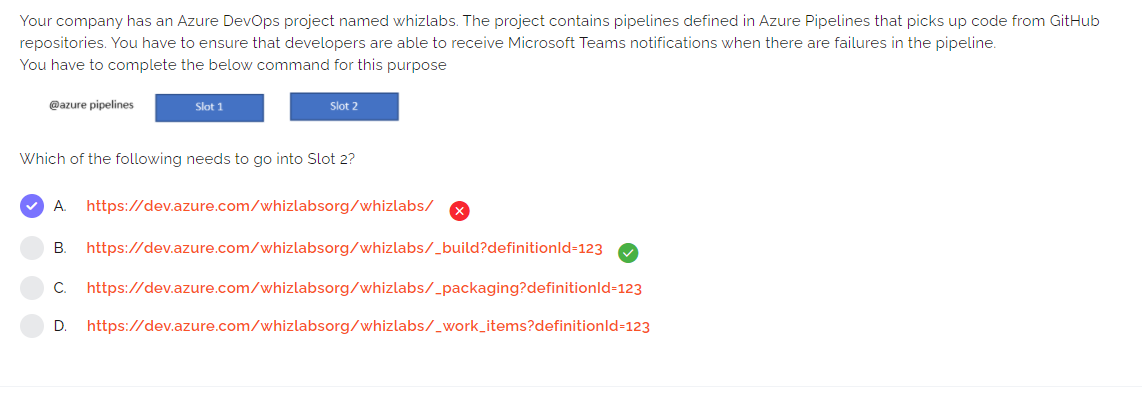 Your company has an Azure DevOps project named whizlabs. The project contains pipelines defined in Azure Pipelines that picks up code from GitHub
repositories. You have to ensure that developers are able to receive Microsoft Teams notifications when there are failures in the pipeline.
You have to complete the below command for this purpose
@azure pipelines Slot 1 Slot 2
Which of the following needs to go into Slot 2?
A. https://dev.azure.com/whizlabsorg/whizlabs/
B. https://dev.azure.com/whizlabsorg/whizlabs/_build?definitionId=123
C. https://dev.azure.com/whizlabsorg/whizlabs/_packaging?definitionId=123
D. https://dev.azure.com/whizlabsorg/whizlabs/_work_items?definitionId=123